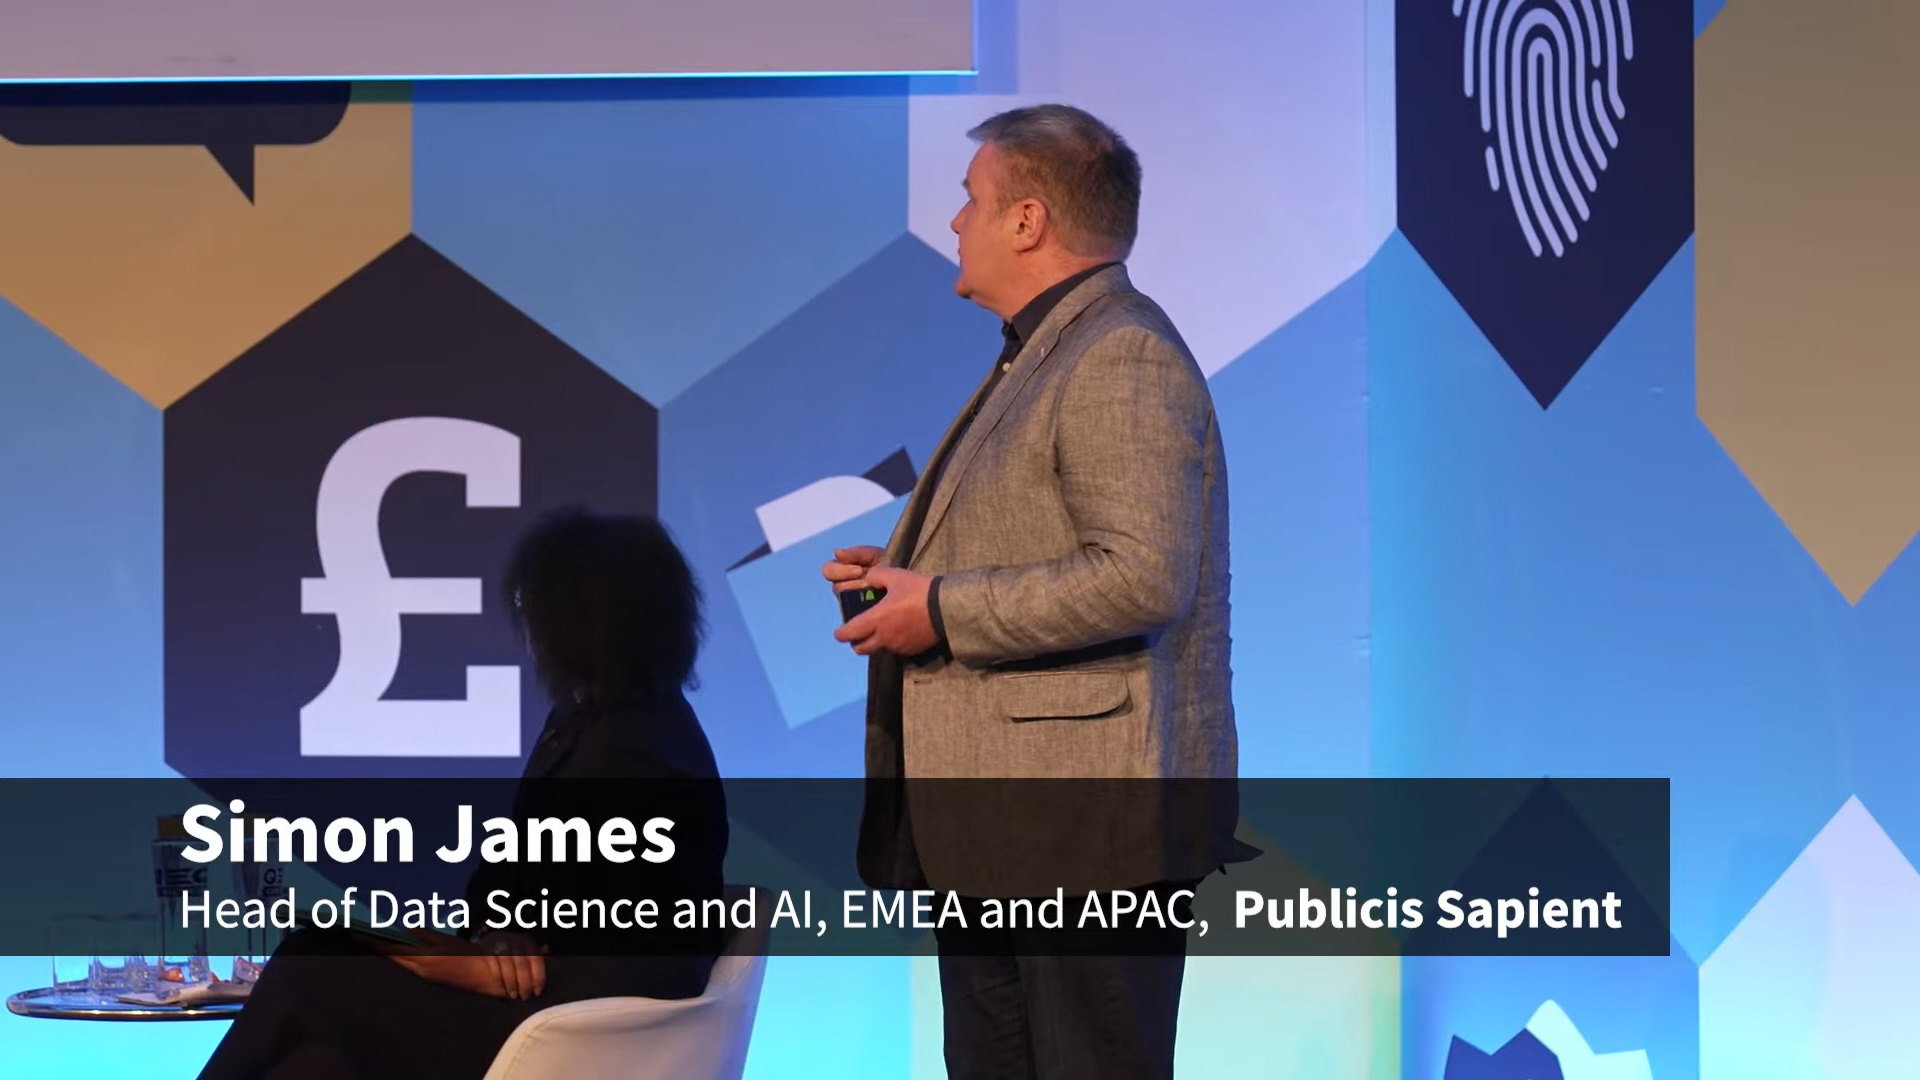 £
Simon James
Head of Data Science and AI, EMEA and APAC, Publicis Sapient